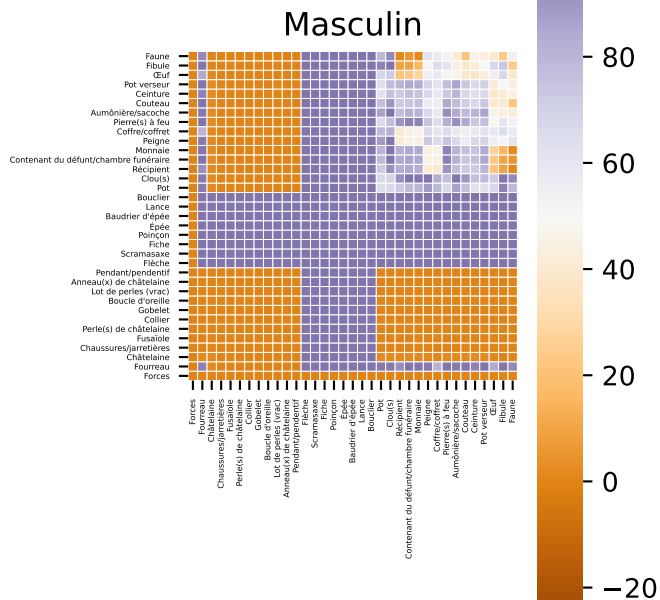 Masculin
Faune
Fibule
Œuf
Pot verseur
Ceinture
Couteau
Aumônière/sacoche
Pierre(s) à feu
Coffre/coffret
Peigne
Monnaie
Contenant du défunt/chambre funéraire
Récipient
Clou(s)
Pot
Bouclier
Lance
Baudrier d'épée
Épée
Poinçon
Fiche
Scramasaxe
Flèche
Pendant/pendentif
Anneau(x) de châtelaine
Lot de perles (vrac)
Boucle d'oreille
Gobelet
Collier
Perle(s) de châtelaine
Fusaïole
Chaussures/jarretières
Châtelaine
Fourreau
Forces
Forces
Fourreau
Châtelaine
Chaussures/jarretières
Fusaïole
Perle(s) de châtelaine
Collier
Gobelet
Boucle d'oreille
Lot de perles (vrac)
Anneau(x) de châtelaine
Pendant/pendentif
Flèche
Scramasaxe
Fiche
Poinçon
Épée
Baudrier d'épée
Lance
Bouclier
Pot
Clou(s)
Récipient
Contenant du défunt/chambre funéraire
Monnaie
Peigne
Coffre/coffret
Pierre(s) à feu
Aumônière/sacoche
Couteau
Ceinture
Pot verseur
Œuf
Fibule
Faune
80
60
40
20
0
−20